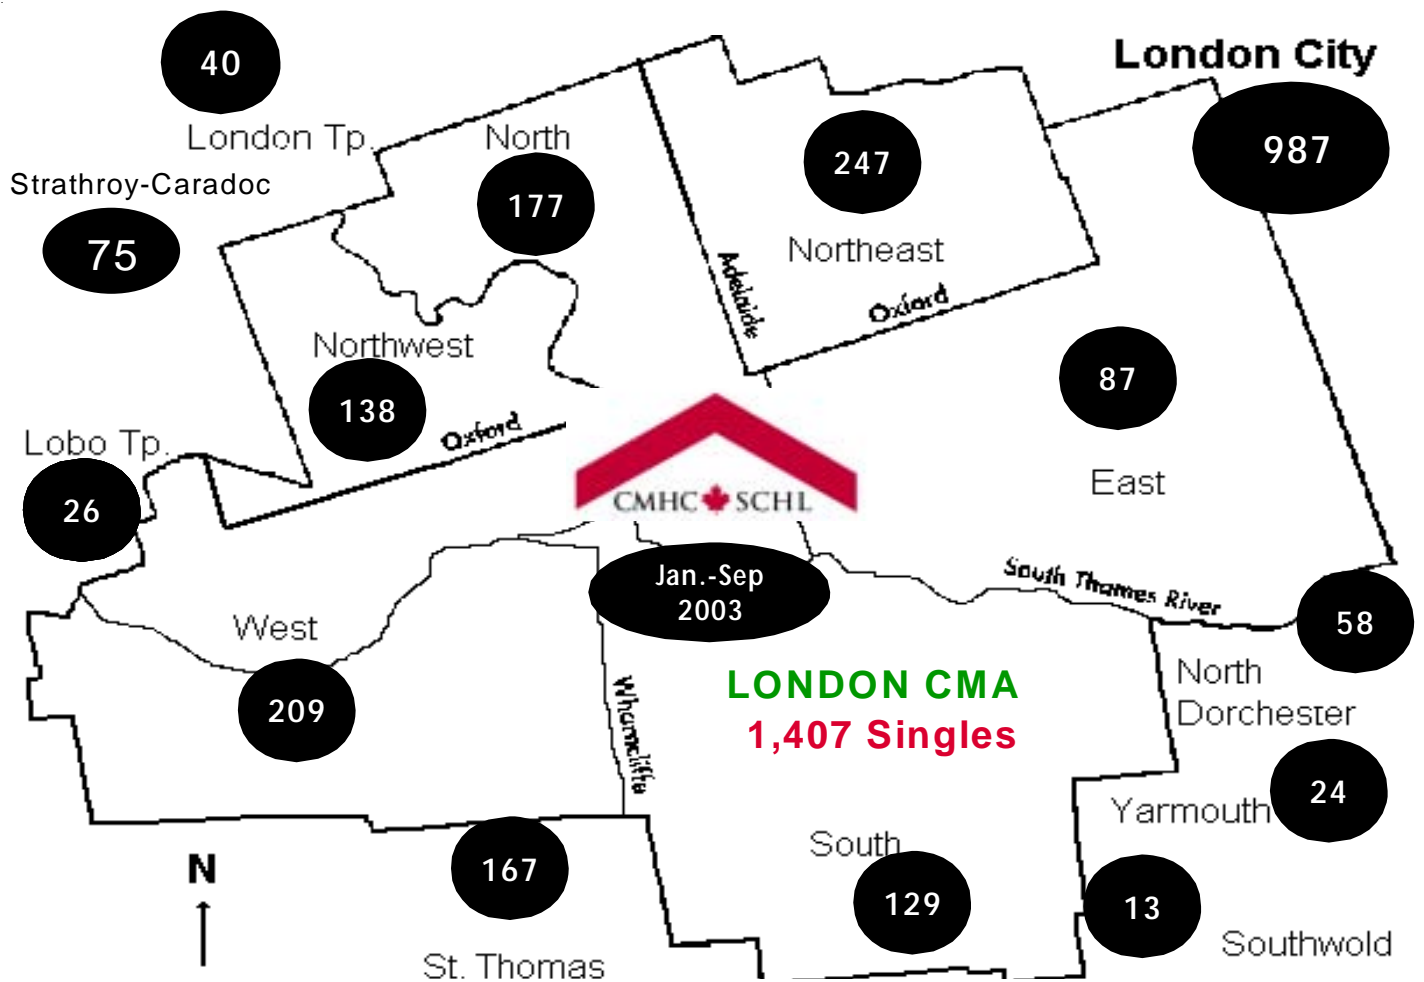 London City
40
987
London Tp.
North
247
177
Strathroy-Caradoc
75
Northeast
Adelaide
Oxford
Northwest
138
87
Oxford
Lobo Tp.
26
East
CMHC SCHL
Jan.-Sep
2003
South Thames River
58
West
209
Wharncliffe
LONDON CMA
1,407 Singles
North
Dorchester
24
Yarmouth
South
167
129
13
N
St. Thomas
Southwold